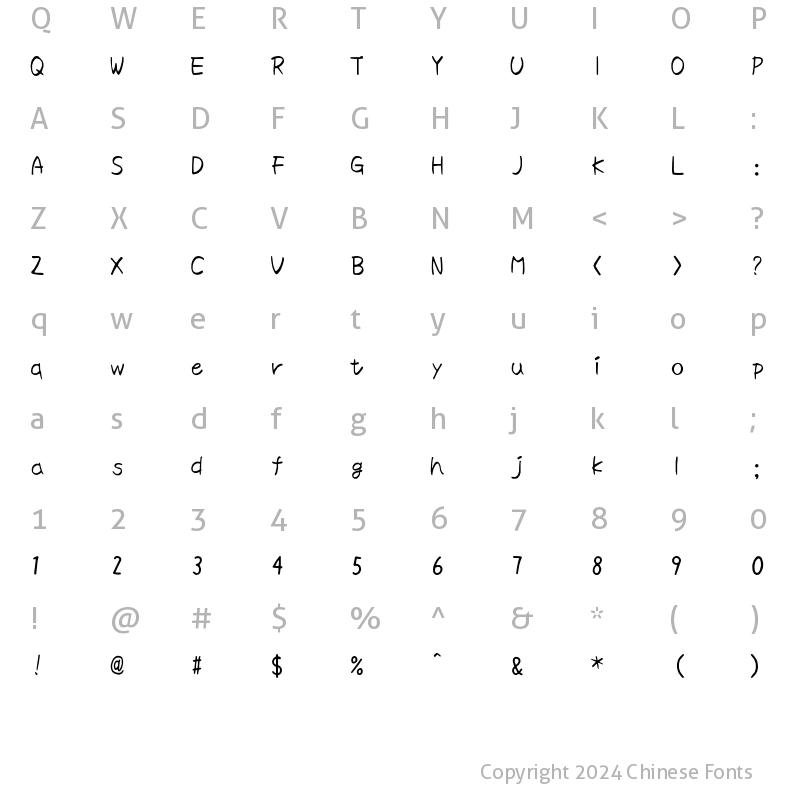 Q W E R T Y U I O P
Q W E R T Y U I O P
A S D F G H J K L :
A S D F G H J K L :
Z X C V B N M < > ?
Z X C V B N M < > ?
q w e r t y u i o p
q w e r t y u i o p
a s d f g h j k l ;
a s d f g h j k l ;
1 2 3 4 5 6 7 8 9 0
1 2 3 4 5 6 7 8 9 0
! @ # $ % ^ & * ( )
! @ # $ % ^ & * ( )
Copyright 2024 Chinese Fonts